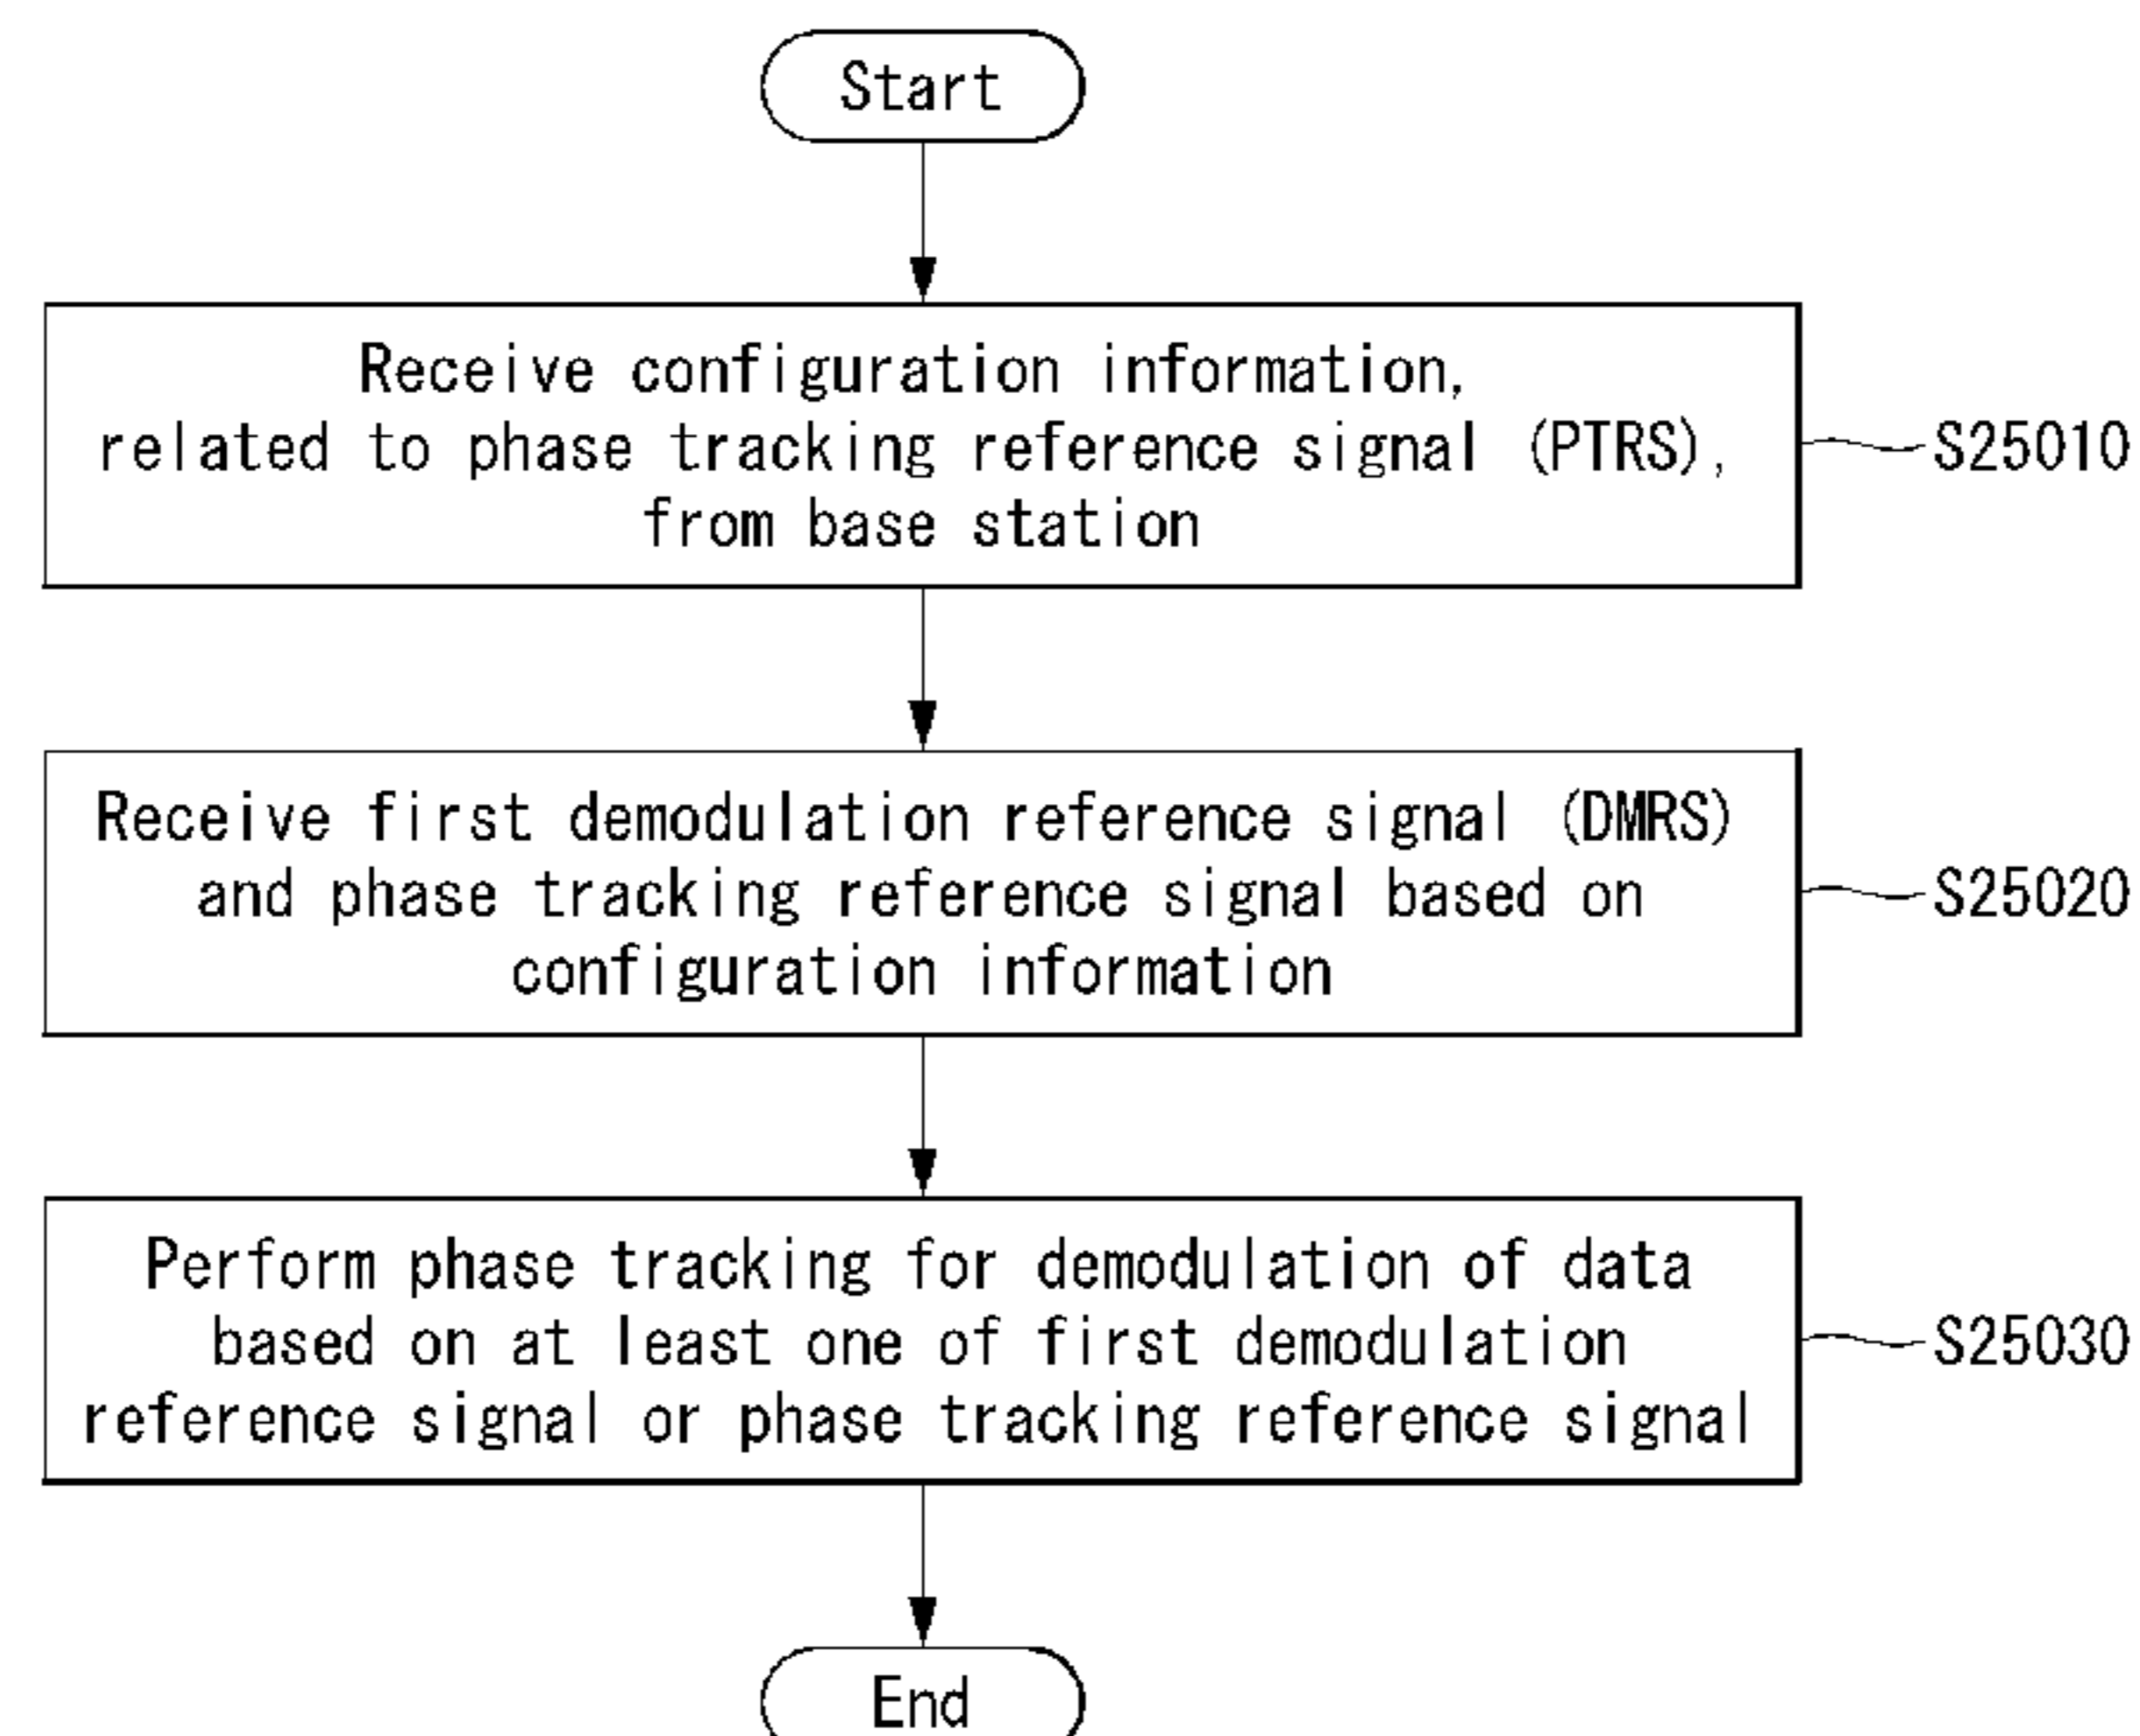 Start
Receive configuration information,
related to phase tracking reference signal (PTRS),
from base station
S25010
Receive first demodulation reference signal (DMRS)
and phase tracking reference signal based on
configuration information
S25020
Perform phase tracking for demodulation of data
based on at least one of first demodulation
reference signal or phase tracking reference signal
S25030
End